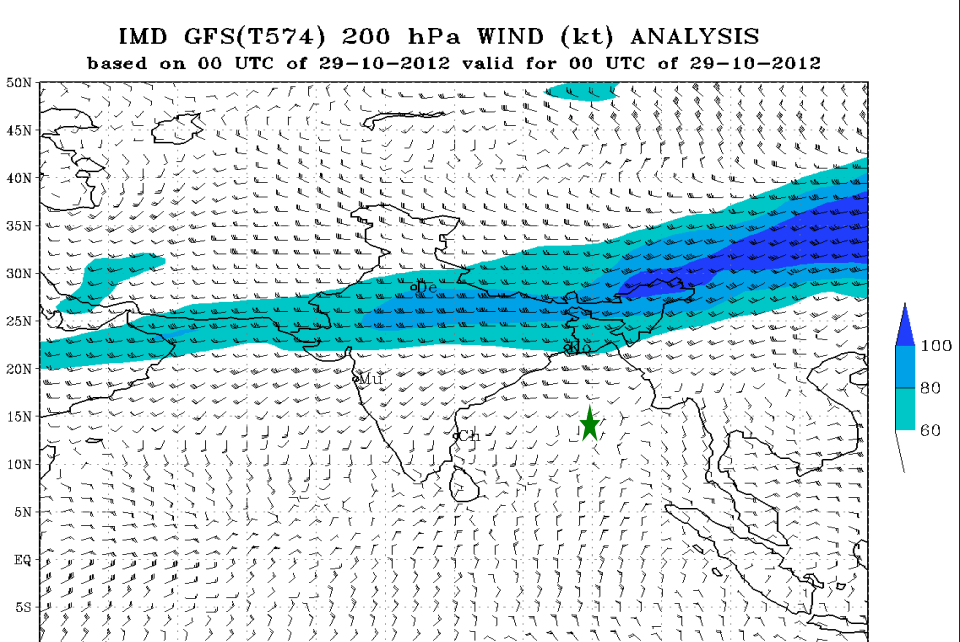 IMD GFS(T574) 200 hPa WIND (kt) ANALYSIS
based on 00 UTC of 29-10-2012 valid for 00 UTC of 29-10-2012
50N
45N
40N
35N
30N
De
25N
100
20N
Mu
80
15N
60
Ch
10N
5N
EQ
5S